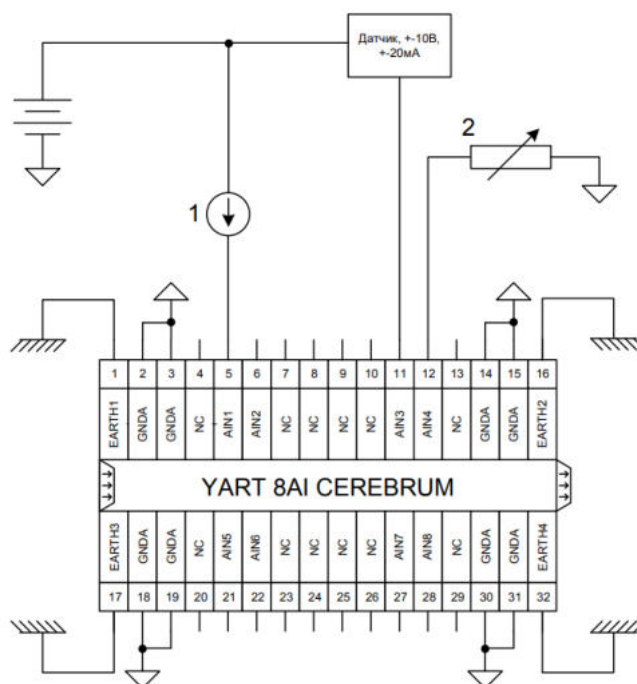 Датчик, +-10В,
+-20мА
2
1
1 2 3 4 5 6 7 8 9 10 11 12 13 14 15 16
EARTH1 GNDA GNDA NC AIN1 AIN2 NC NC NC NC AIN3 AIN4 NC GNDA GNDA EARTH2
YART 8AI CEREBRUM
EARTH3 GNDA GNDA NC AIN5 AIN6 NC NC NC NC AIN7 AIN8 NC GNDA GNDA EARTH4
17 18 19 20 21 22 23 24 25 26 27 28 29 30 31 32